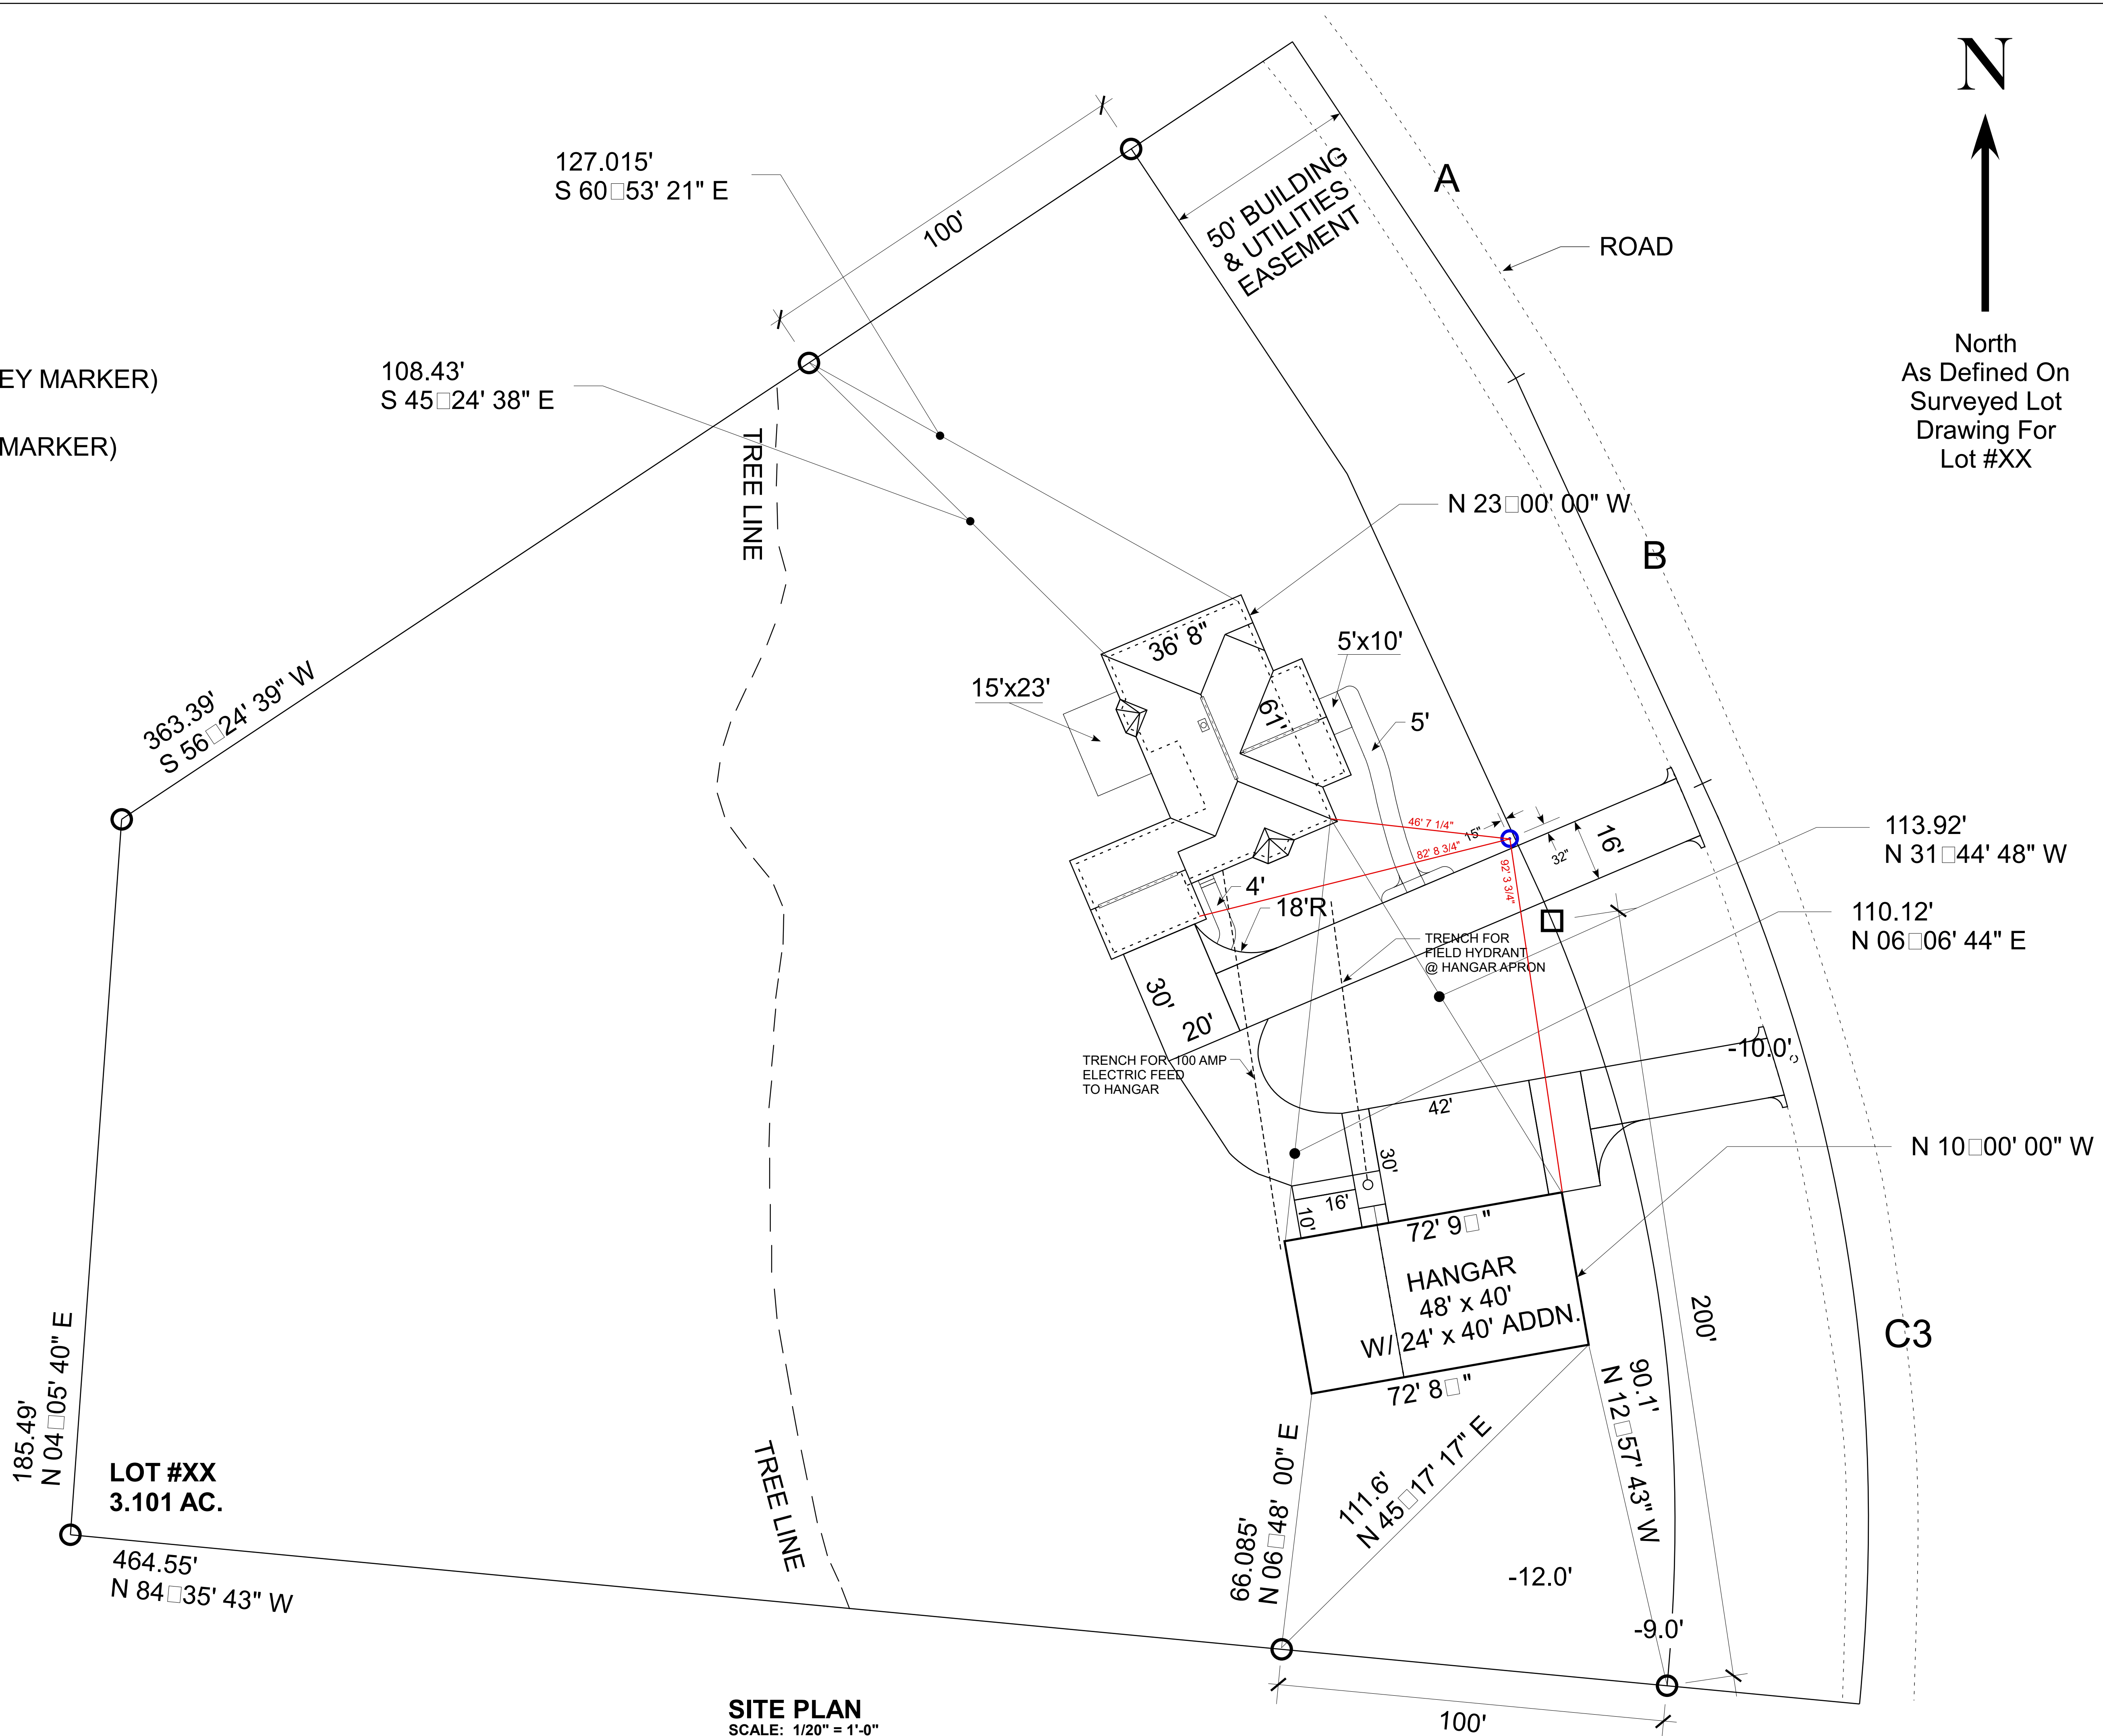 N
North
As Defined On
Surveyed Lot
Drawing For
Lot #XX
127.015'
S 60□53' 21" E
100'
50' BUILDING
& UTILITIES
EASEMENT
A
ROAD
EY MARKER)
MARKER)
108.43'
S 45□24' 38" E
TREE LINE
N 23□00' 00" W
B
363.39'
S 56□24' 39" W
36' 8"
5'x10'
15'x23'
61'
5'
46' 7 1/4"
15"
82' 8 3/4"
32"
16'
92' 3 3/4"
113.92'
N 31□44' 48" W
4'
18'R
110.12'
N 06□06' 44" E
TRENCH FOR
FIELD HYDRANT
@ HANGAR APRON
30'
20'
TRENCH FOR 100 AMP
ELECTRIC FEED
TO HANGAR
-10.0'
42'
30'
16'
10'
N 10□00' 00" W
72' 9□"
HANGAR
48' x 40'
W/ 24' x 40' ADDN.
72' 8□"
200'
C3
90.1'
N 12□57' 43" W
185.49'
N 04□05' 40" E
LOT #XX
3.101 AC.
464.55'
N 84□35' 43" W
TREE LINE
66.085'
N 06□48' 00" E
111.6'
N 45□17' 17" E
-12.0'
-9.0'
100'
SITE PLAN
SCALE: 1/20" = 1'-0"